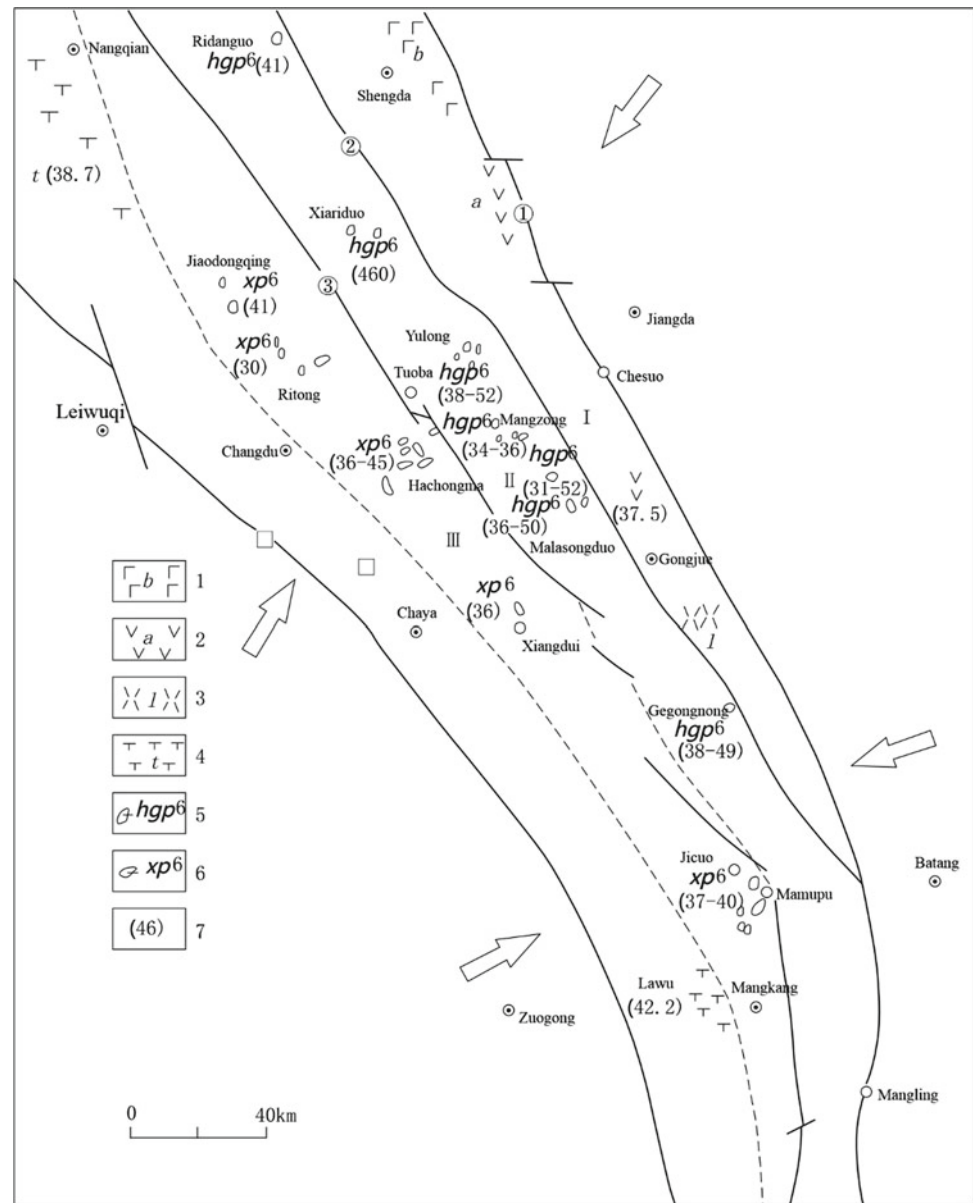 Nangqian
Ridanguo
hgp6(41)
b
Shengda
t (38.7)
②
a
①
Xiariduo
hgp6
(460)
Jiaodongqing
xp6
(41)
③
Jiangda
xp6
(30)
Ritong
Yulong
Tuoba
hgp6
(38-52)
Chesuo
Leiwuqi
Changdu
hgp6
Mangzong
(34-36)
hgp6
I
xp6
(36-45)
Hachongma
II
(31-52)
hgp6
(36-50)
(37.5)
III
Malasongduo
Gongjue
xp6
(36)
Chaya
Xiangdui
l
Gegongnong
hgp6
(38-49)
Jicuo
xp6
(37-40)
Mamupu
Batang
Lawu
(42.2)
Mangkang
Zuogong
Mangling
b 1
a 2
l 3
t 4
hgp6 5
xp6 6
(46) 7
0 40km